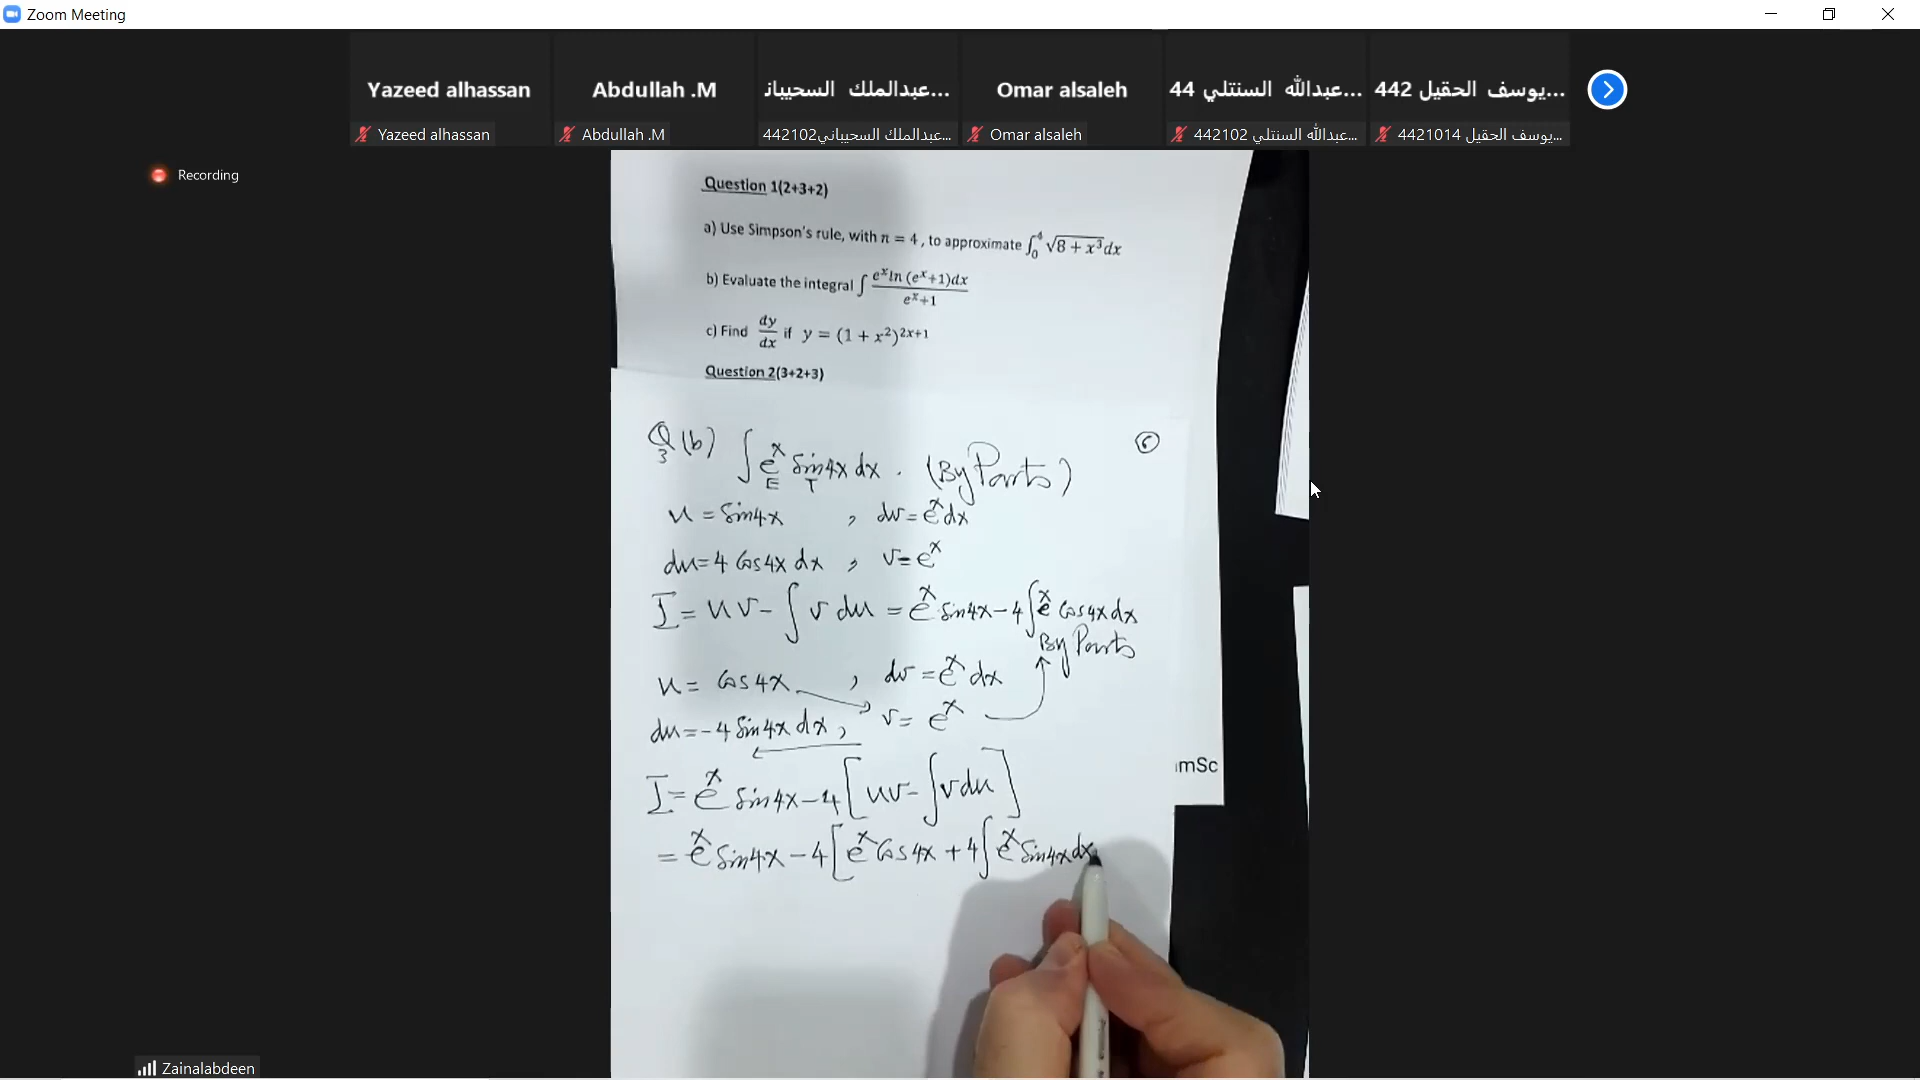 Zoom Meeting
Yazeed alhassan
Abdullah .M
عبدالملك السحيباني...
Omar alsaleh
عبدالله السنتلي 44...
يوسف الحقيل 442...
Yazeed alhassan
Abdullah .M
عبدالملك السحيباني442102...
Omar alsaleh
عبدالله السنتلي 442102...
يوسف الحقيل 4421014...
Recording
Question 1(2+3+2)
a) Use Simpson's rule, with n = 4 , to approximate ∫₀⁴ √(8 + x³) dx
b) Evaluate the integral ∫ eˣ ln (eˣ+1)dx / eˣ+1
c) Find dy/dx if y = (1 + x²)²ˣ⁺¹
Question 2(3+2+3)
Q3 (b) ∫ eˣ Sin4x dx . (By Parts) 6
E T
u = Sin4x , dv = eˣ dx
du = 4 Cos4x dx , v = eˣ
I = uv - ∫ v du = eˣ Sin4x - 4 ∫ eˣ Cos4x dx
By Parts
u = Cos4x , dv = eˣ dx
du = -4 Sin4x dx , v = eˣ
I = eˣ Sin4x - 4 [ uv - ∫ v du ]
= eˣ Sin4x - 4 [ eˣ Cos4x + 4 ∫ eˣ Sin4x dx
mSc
Zainalabdeen